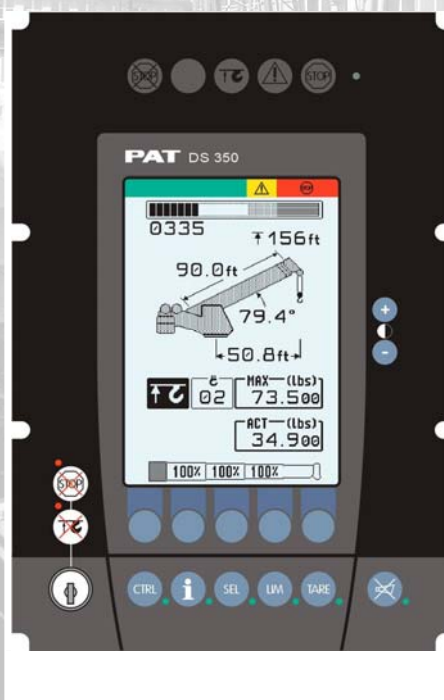 STOP STOP
PAT DS 350
STOP
0335
156ft
90.0ft
79.4°
50.8ft
02
MAX (lbs)
73.500
ACT (lbs)
34.900
100% 100% 100%
+
-
STOP
CTRL i SEL LIM TARE